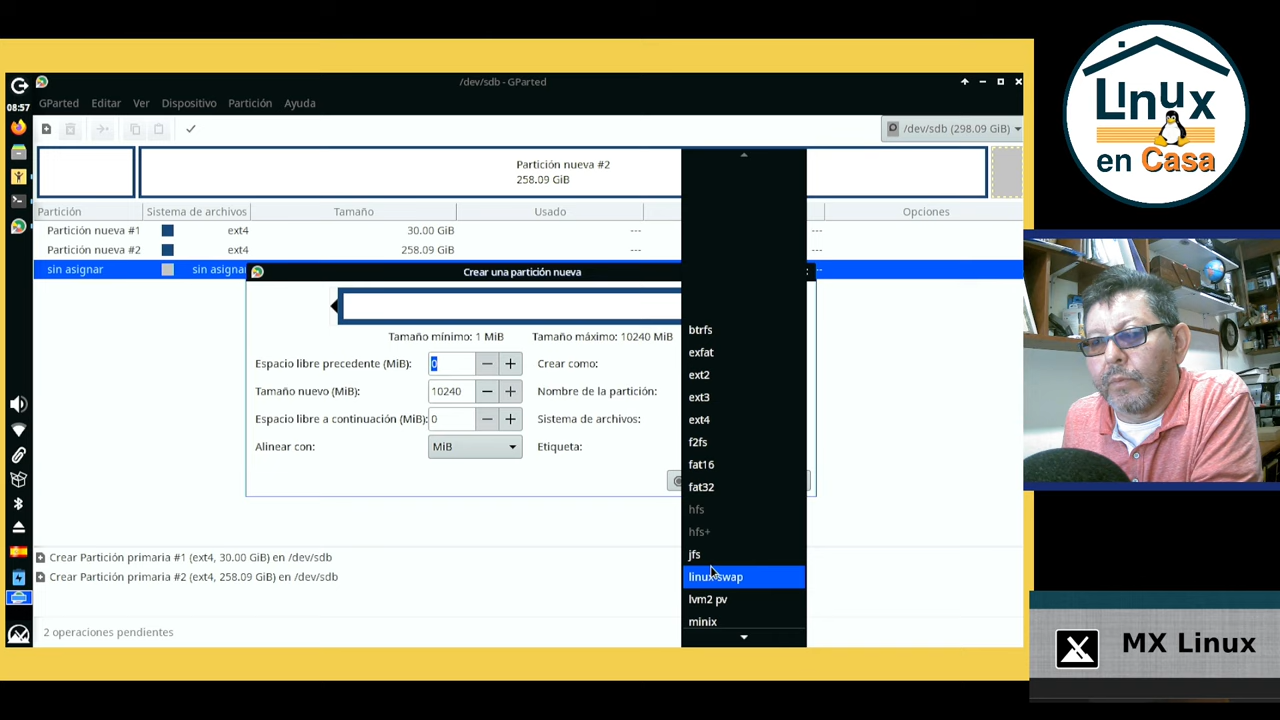 /dev/sdb - GParted
08:57
GParted Editar Ver Dispositivo Partición Ayuda
/dev/sdb (298.09 GiB)
Partición nueva #2
258.09 GiB
Partición Sistema de archivos Tamaño Usado Opciones
Partición nueva #1 ext4 30.00 GiB --- ---
Partición nueva #2 ext4 258.09 GiB --- ---
sin asignar sin asignar ---
Crear una partición nueva
Tamaño mínimo: 1 MiB Tamaño máximo: 10240 MiB
Espacio libre precedente (MiB): 0 Crear como:
Tamaño nuevo (MiB): 10240 Nombre de la partición:
Espacio libre a continuación (MiB): 0 Sistema de archivos:
Alinear con: MiB Etiqueta:
btrfs
exfat
ext2
ext3
ext4
f2fs
fat16
fat32
hfs
hfs+
jfs
linux-swap
lvm2 pv
minix
Crear Partición primaria #1 (ext4, 30.00 GiB) en /dev/sdb
Crear Partición primaria #2 (ext4, 258.09 GiB) en /dev/sdb
2 operaciones pendientes
Linux
en Casa
MX Linux